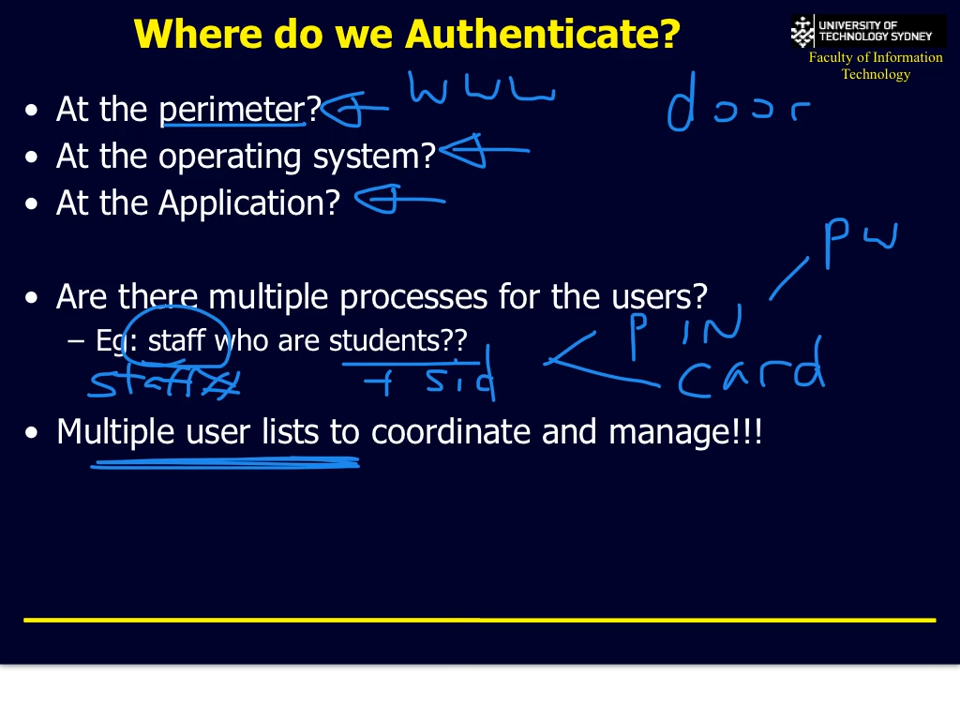 Where do we Authenticate?
UNIVERSITY OF
TECHNOLOGY SYDNEY
Faculty of Information
Technology
• At the perimeter?
www
door
• At the operating system?
• At the Application?
PW
• Are there multiple processes for the users?
– Eg: staff who are students??
PIN
staff#
+ sid
card
• Multiple user lists to coordinate and manage!!!